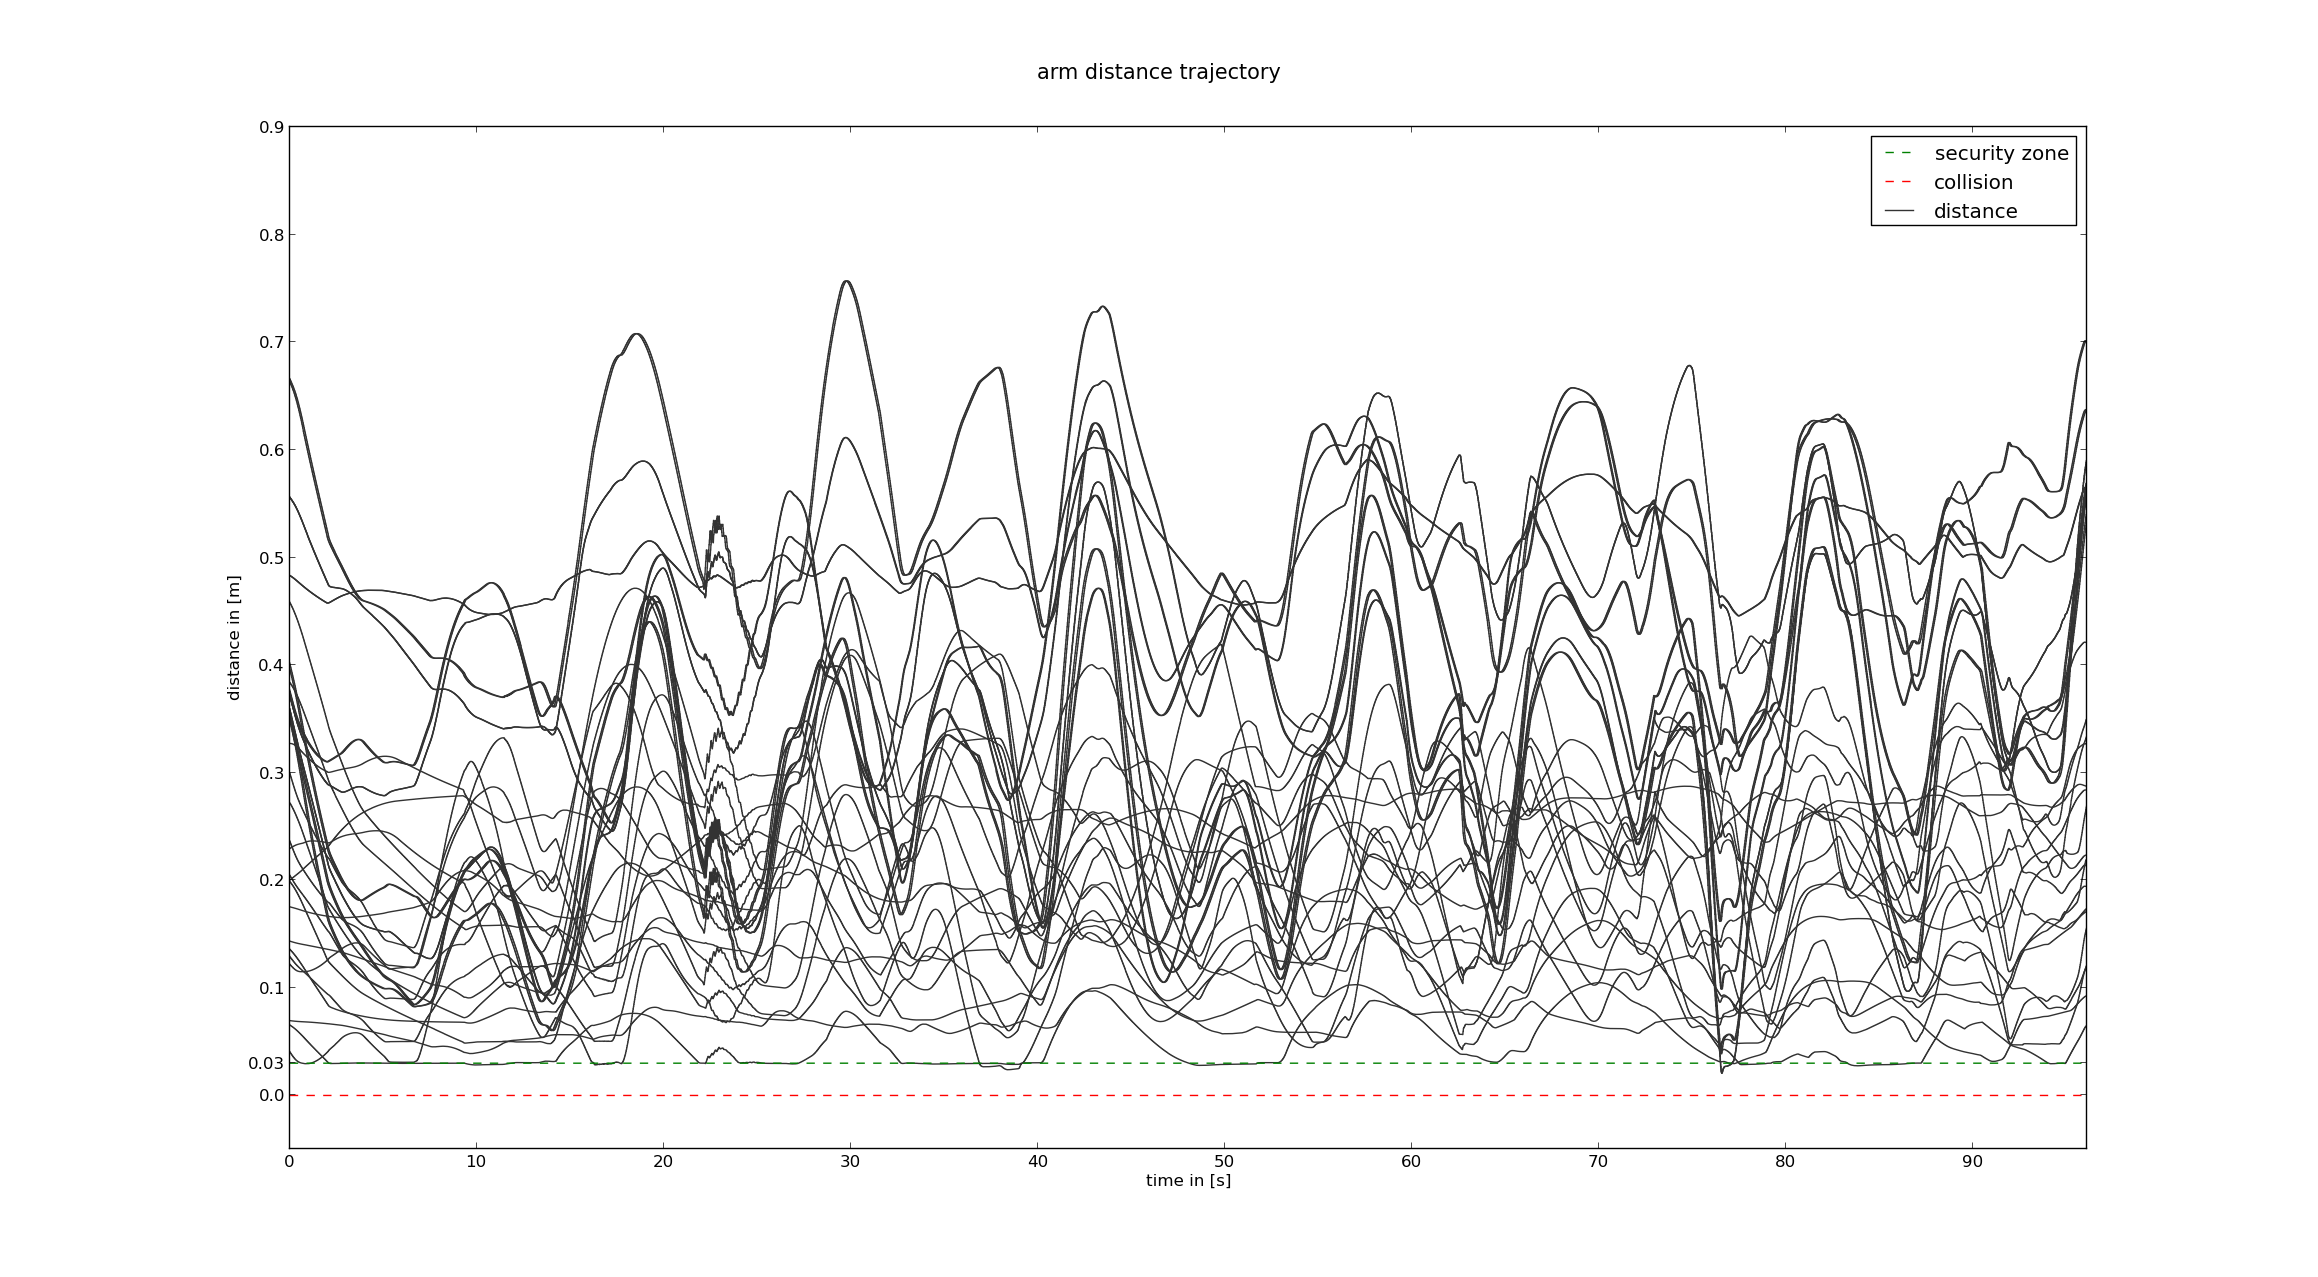 arm distance trajectory
0.9
security zone
collision
distance
0.8
0.7
0.6
0.5
distance in [m]
0.4
0.3
0.2
0.1
0.03
0.0
0 10 20 30 40 50 60 70 80 90
time in [s]